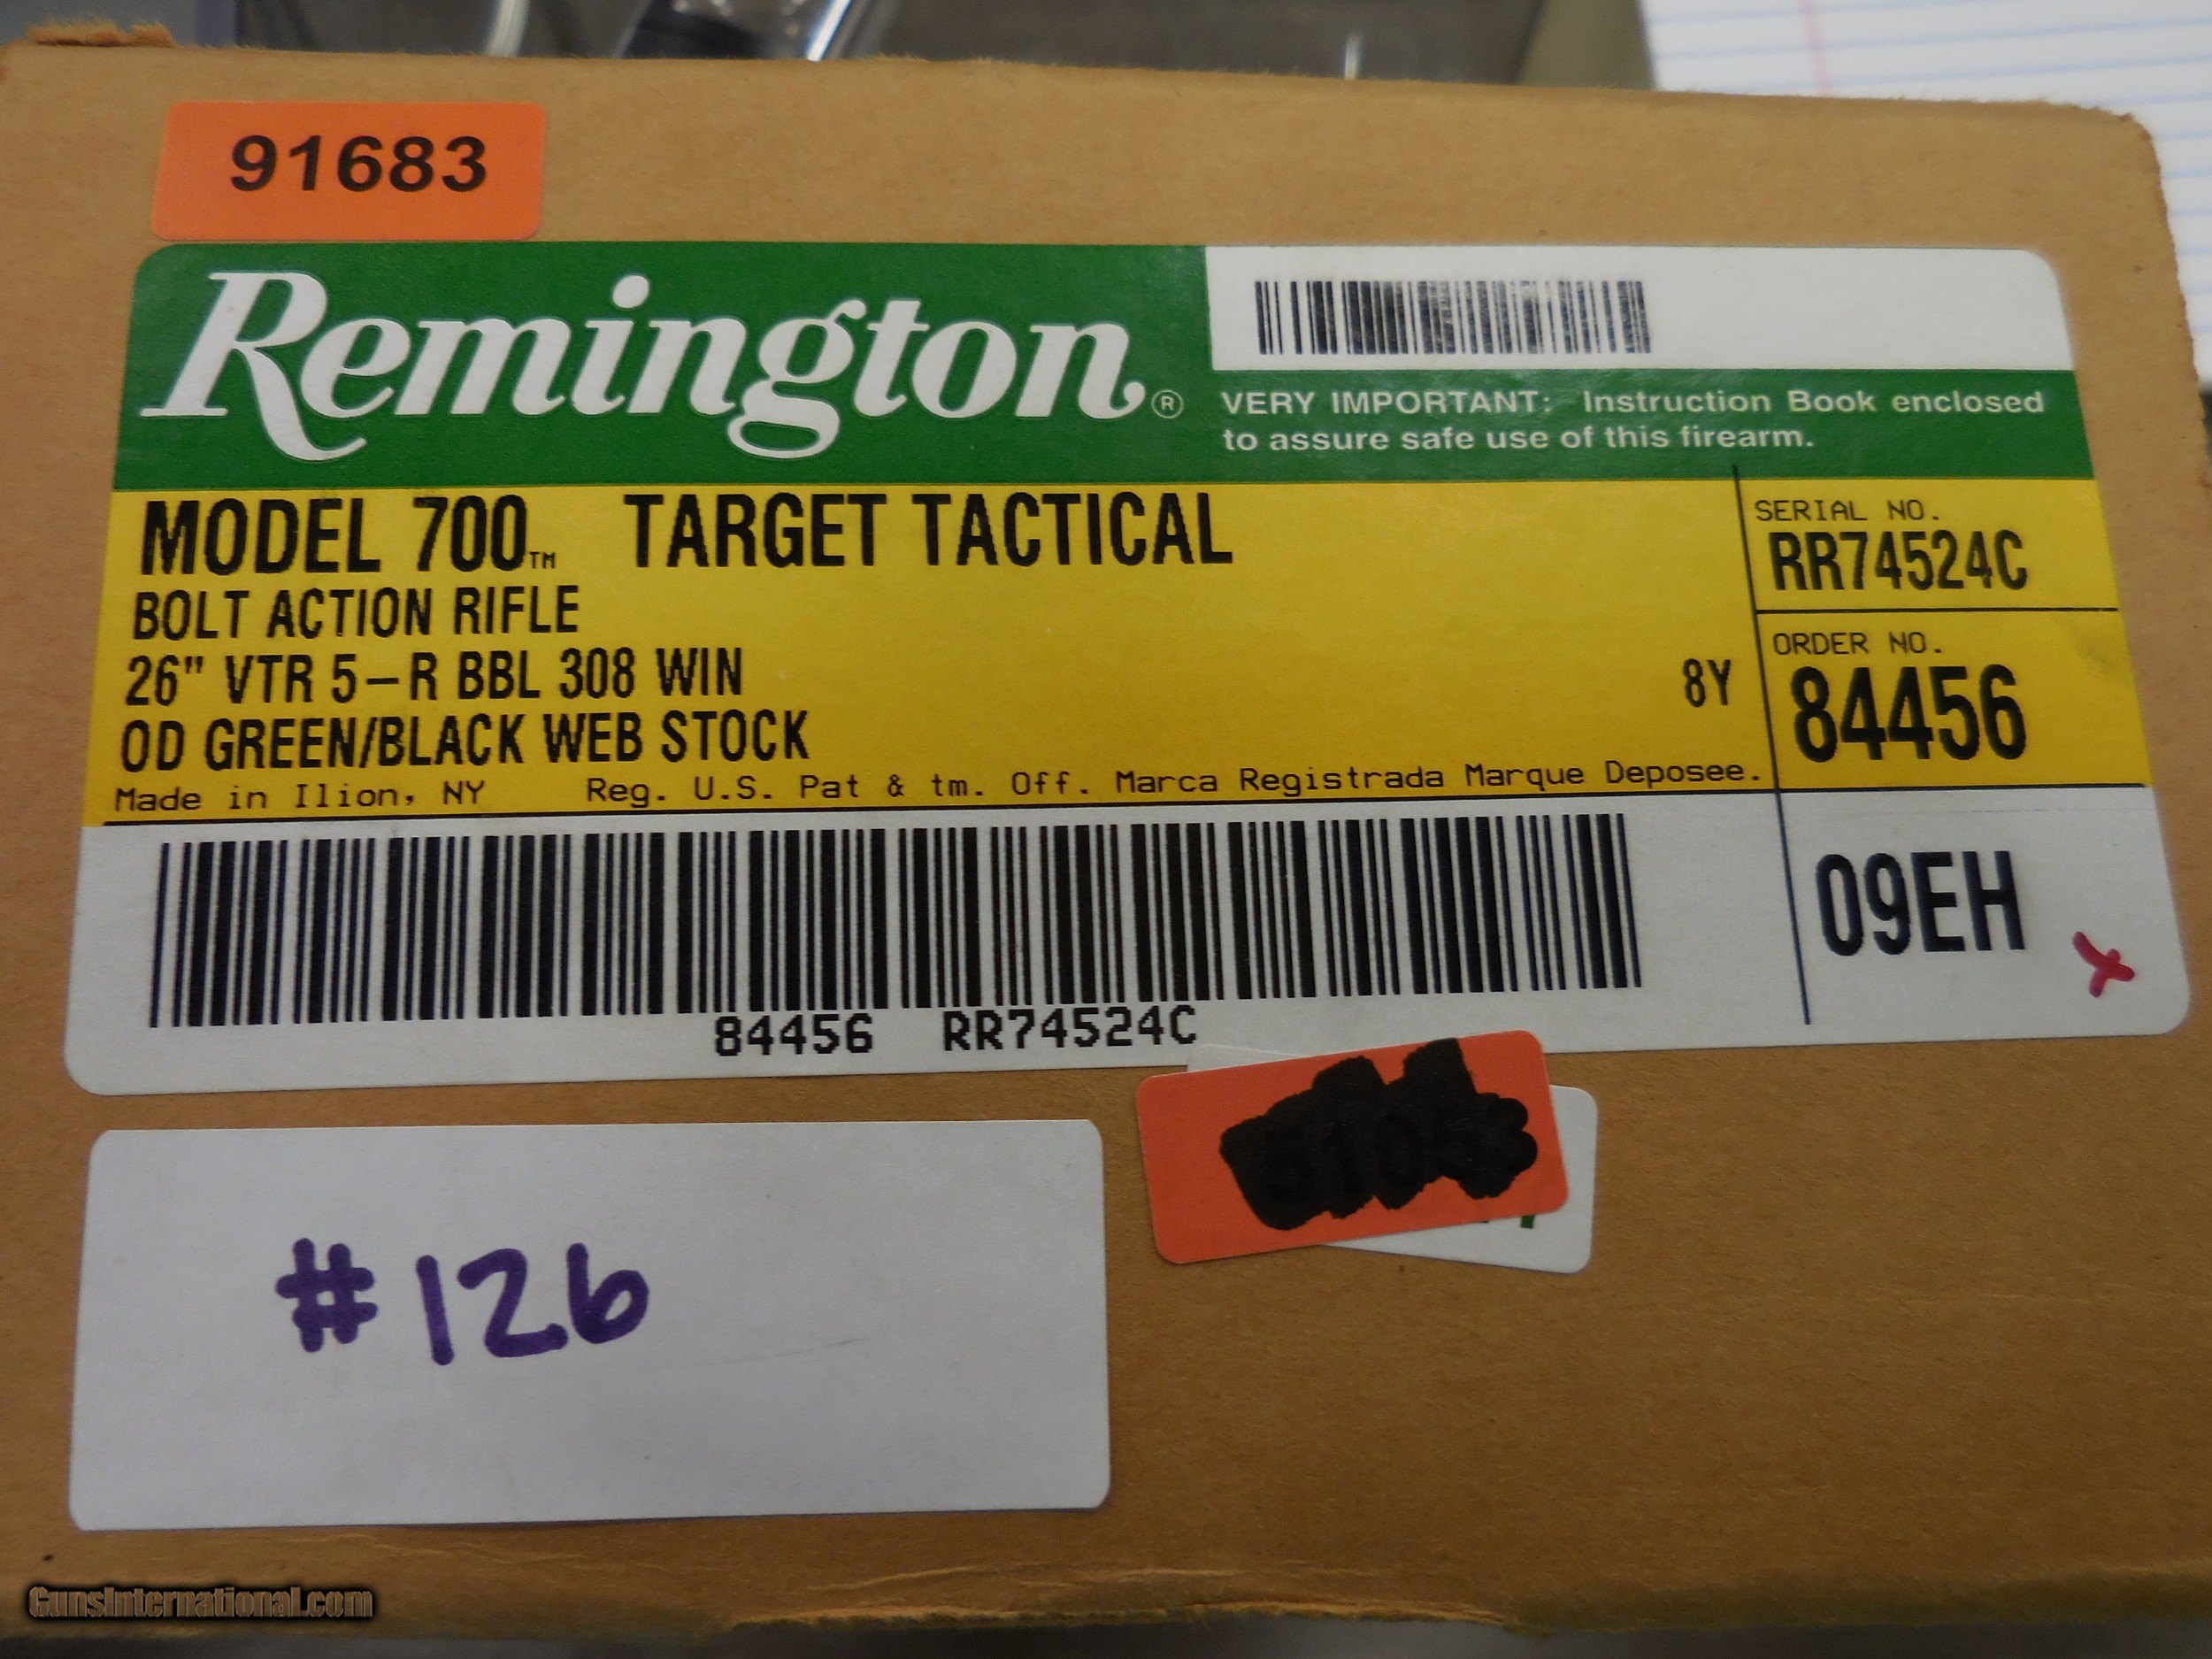 91683
Remington®
VERY IMPORTANT: Instruction Book enclosed
to assure safe use of this firearm.
MODEL 700™ TARGET TACTICAL
BOLT ACTION RIFLE
26" VTR 5-R BBL 308 WIN
8Y
OD GREEN/BLACK WEB STOCK
Made in Ilion, NY Reg. U.S. Pat & tm. Off. Marca Registrada Marque Deposee.
SERIAL NO.
RR74524C
ORDER NO.
84456
09EH
84456 RR74524C
#126
GunsInternational.com